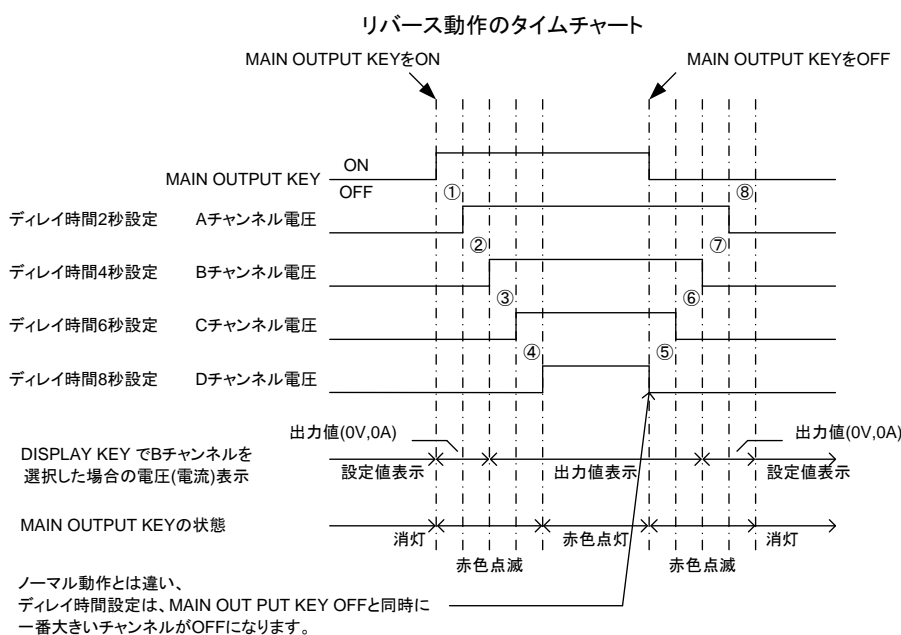 リバース動作のタイムチャート
MAIN OUTPUT KEYをON
MAIN OUTPUT KEYをOFF
MAIN OUTPUT KEY
ON
OFF
①
⑧
ディレイ時間2秒設定 Aチャンネル電圧
②
⑦
ディレイ時間4秒設定 Bチャンネル電圧
③
⑥
ディレイ時間6秒設定 Cチャンネル電圧
④
⑤
ディレイ時間8秒設定 Dチャンネル電圧
出力値(0V,0A)
出力値(0V,0A)
DISPLAY KEY でBチャンネルを
選択した場合の電圧(電流)表示
設定値表示
出力値表示
設定値表示
MAIN OUTPUT KEYの状態
消灯
赤色点灯
消灯
赤色点滅
赤色点滅
ノーマル動作とは違い、
ディレイ時間設定は、MAIN OUT PUT KEY OFFと同時に
一番大きいチャンネルがOFFになります。